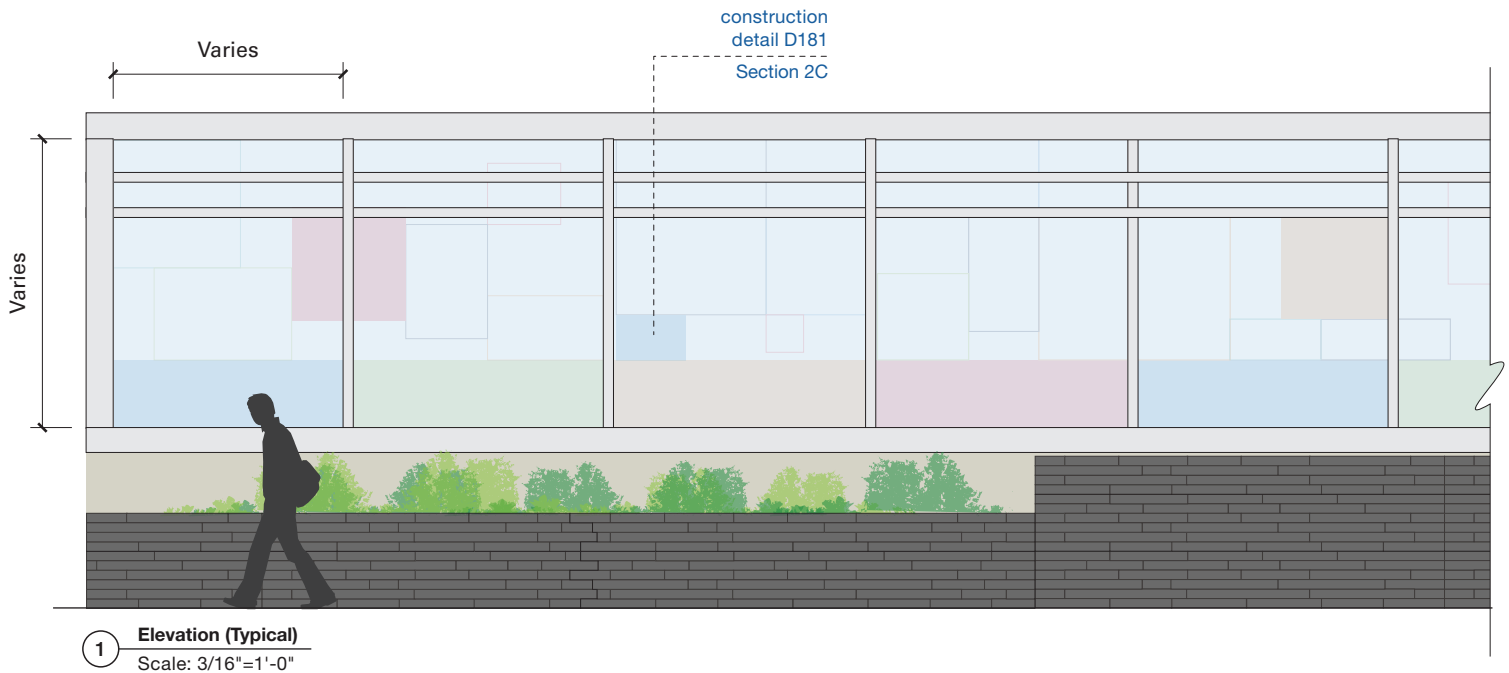 construction
detail D181
Section 2C
Varies
Varies
1
Elevation (Typical)
Scale: 3/16"=1'-0"